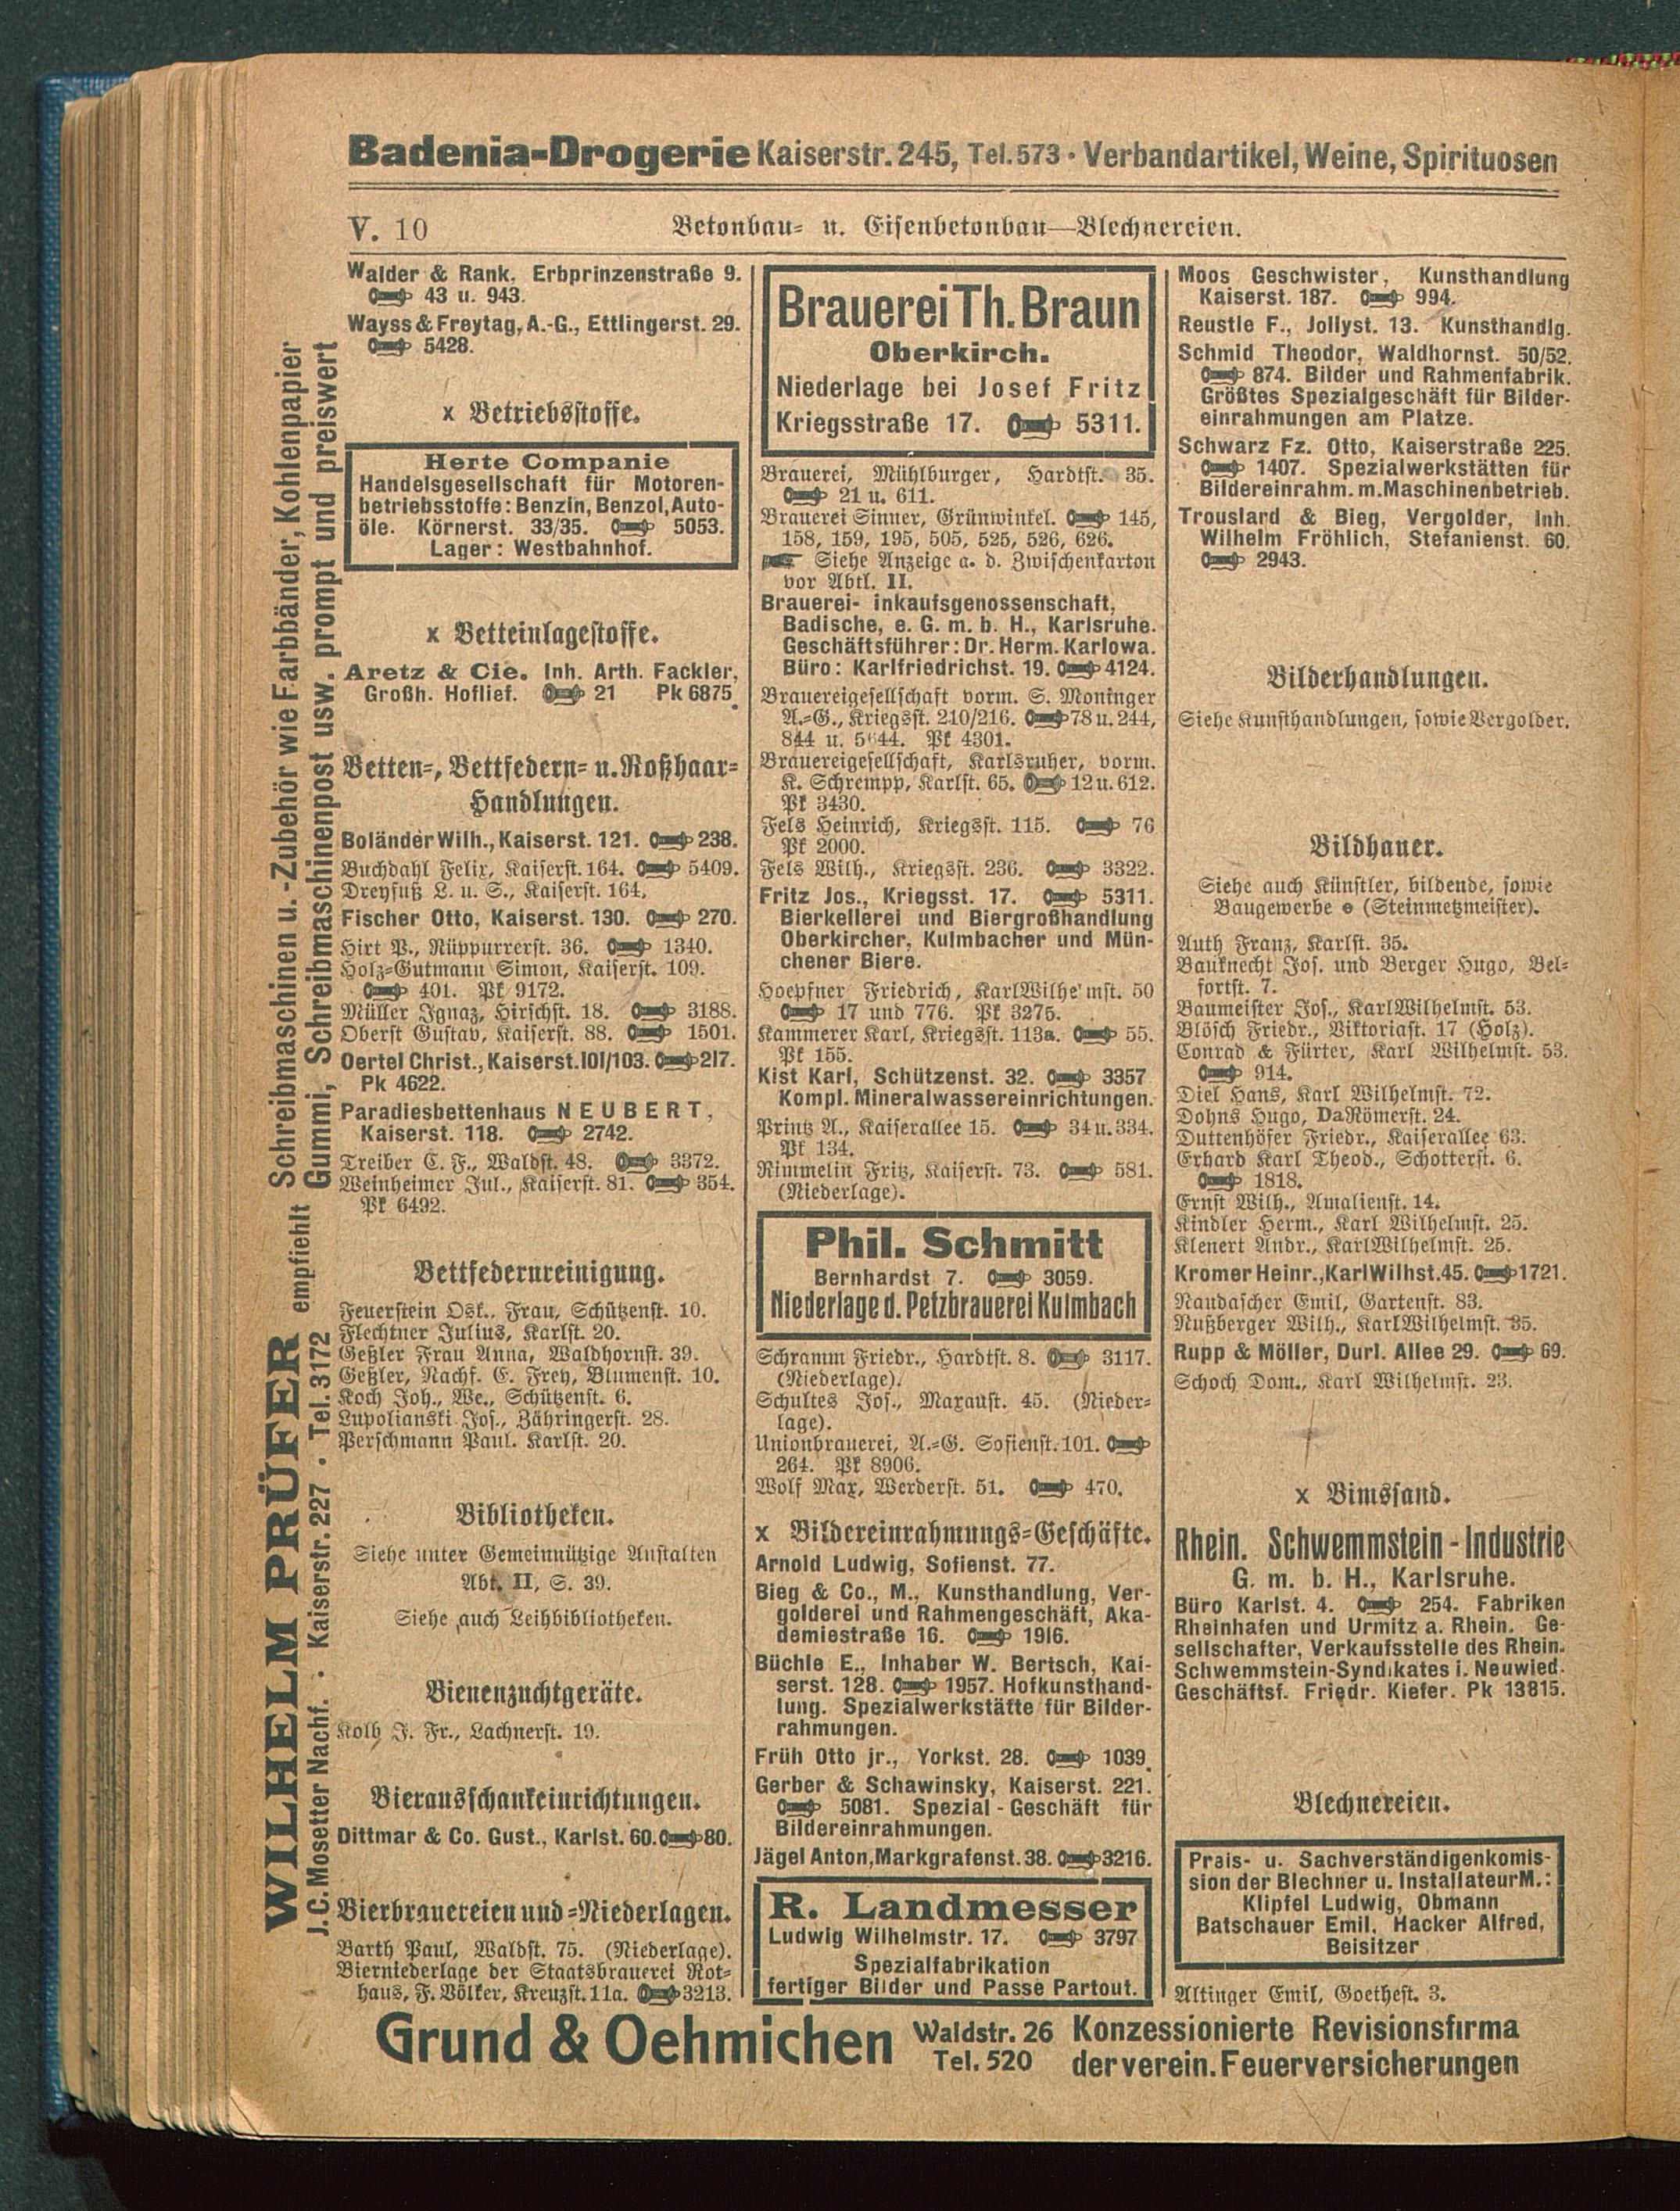 Badenia-Drogerie Kaiserstr. 245, Tel. 573 · Verbandartikel, Weine, Spirituosen
V. 10
Betonbau- u. Eisenbetonbau—Blechnereien.
Walder & Rank, Erbprinzenstraße 9.
43 u. 943.
Wayss & Freytag, A.-G., Ettlingerst. 29.
5428.
x Betriebsstoffe.
Herte Companie
Handelsgesellschaft für Motoren-
betriebsstoffe: Benzin, Benzol, Auto-
öle. Körnerst. 33/35. 5053.
Lager: Westbahnhof.
x Betteinlagestoffe.
Aretz & Cie. Inh. Arth. Fackler,
Großh. Hoflief. 21 Pk 6875.
Betten-, Bettfedern- u. Roßhaar-
Handlungen.
Boländer Wilh., Kaiserst. 121. 238.
Buchdahl Felix, Kaiserst. 164. 5409.
Dreyfuß L. u. S., Kaiserst. 164.
Fischer Otto, Kaiserst. 130. 270.
Hirt P., Rüppurrerst. 36. 1340.
Holz-Gutmann Simon, Kaiserst. 109.
401. Pk 9172.
Müller Ignaz, Hirschst. 18. 3188.
Oberst Gustav, Kaiserst. 88. 1501.
Oertel Christ., Kaiserst. 101/103. 217.
Pk 4622.
Paradiesbettenhaus NEUBERT,
Kaiserst. 118. 2742.
Treiber C. F., Waldst. 48. 3372.
Weinheimer Jul., Kaiserst. 81. 354.
Pk 6492.
Bettfedernreinigung.
Feuerstein Osk., Frau, Schützenst. 10.
Flechtner Julius, Karlst. 20.
Geßler Frau Anna, Waldhornst. 39.
Geßler, Nachf. E. Frey, Blumenst. 10.
Koch Joh., We., Schützenst. 6.
Lupolianski Jos., Zähringerst. 28.
Perschmann Paul. Karlst. 20.
Bibliotheken.
Siehe unter Gemeinnützige Anstalten
Abt. II, S. 39.
Siehe auch Leihbibliotheken.
Bienenzuchtgeräte.
Kolb J. Fr., Lachnerst. 19.
Bierausschankeinrichtungen.
Dittmar & Co. Gust., Karlst. 60. 80.
Bierbrauereien und -Niederlagen.
Barth Paul, Waldst. 75. (Niederlage).
Bierniederlage der Staatsbrauerei Rot-
haus, F. Völker, Kreuzst. 11a. 3213.
Brauerei Th. Braun
Oberkirch.
Niederlage bei Josef Fritz
Kriegsstraße 17. 5311.
Brauerei, Mühlburger, Hardtst. 35.
21 u. 611.
Brauerei Sinner, Grünwinkel. 145,
158, 159, 195, 505, 525, 526, 626.
Siehe Anzeige a. d. Zwischenkarton
vor Abtl. II.
Brauerei- inkaufsgenossenschaft,
Badische, e. G. m. b. H., Karlsruhe.
Geschäftsführer: Dr. Herm. Karlowa.
Büro: Karlfriedrichst. 19. 4124.
Brauereigesellschaft vorm. S. Moninger
A.-G., Kriegsst. 210/216. 78 u. 244,
844 u. 5644. Pk 4301.
Brauereigesellschaft, Karlsruher, vorm.
K. Schrempp, Karlst. 65. 12 u. 612.
Pk 3430.
Fels Heinrich, Kriegsst. 115. 76
Pk 2000.
Fels Wilh., Kriegsst. 236. 3322.
Fritz Jos., Kriegsst. 17. 5311.
Bierkellerei und Biergroßhandlung
Oberkircher, Kulmbacher und Mün-
chener Biere.
Hoepfner Friedrich, KarlWilhe mst. 50
17 und 776. Pk 3275.
Kammerer Karl, Kriegsst. 113a. 55.
Pk 155.
Kist Karl, Schützenst. 32. 3357
Kompl. Mineralwassereinrichtungen.
Printz A., Kaiserallee 15. 34 u. 334.
Pk 134.
Rimmelin Fritz, Kaiserst. 73. 581.
(Niederlage).
Phil. Schmitt
Bernhardst 7. 3059.
Niederlage d. Petzbrauerei Kulmbach
Schramm Friedr., Hardtst. 8. 3117.
(Niederlage).
Schultes Jos., Maxaust. 45. (Nieder-
lage).
Unionbrauerei, A.-G. Sofienst. 101.
264. Pk 8906.
Wolf Max, Werderst. 51. 470.
x Bildereinrahmungs-Geschäfte.
Arnold Ludwig, Sofienst. 77.
Bieg & Co., M., Kunsthandlung, Ver-
golderei und Rahmengeschäft, Aka-
demiestraße 16. 1916.
Büchle E., Inhaber W. Bertsch, Kai-
serst. 128. 1957. Hofkunsthand-
lung. Spezialwerkstätte für Bilder-
rahmungen.
Früh Otto jr., Yorkst. 28. 1039.
Gerber & Schawinsky, Kaiserst. 221.
5081. Spezial-Geschäft für
Bildereinrahmungen.
Jägel Anton, Markgrafenst. 38. 3216.
R. Landmesser
Ludwig Wilhelmstr. 17. 3797
Spezialfabrikation
fertiger Bilder und Passe Partout.
Moos Geschwister, Kunsthandlung
Kaiserst. 187. 994.
Reustle F., Jollyst. 13. Kunsthandlg.
Schmid Theodor, Waldhornst. 50/52.
874. Bilder und Rahmenfabrik.
Größtes Spezialgeschäft für Bilder-
einrahmungen am Platze.
Schwarz Fz. Otto, Kaiserstraße 225.
1407. Spezialwerkstätten für
Bildereinrahm. m. Maschinenbetrieb.
Trouslard & Bieg, Vergolder, Inh.
Wilhelm Fröhlich, Stefanienst. 60.
2943.
Bilderhandlungen.
Siehe Kunsthandlungen, sowie Vergolder.
Bildhauer.
Siehe auch Künstler, bildende, sowie
Baugewerbe e (Steinmetzmeister).
Auth Franz, Karlst. 35.
Bauknecht Jos. und Berger Hugo, Bel-
fortst. 7.
Baumeister Jos., KarlWilhelmst. 53.
Blösch Friedr., Viktoriast. 17 (Holz).
Conrad & Fürter, Karl Wilhelmst. 53.
914.
Diel Hans, Karl Wilhelmst. 72.
Dohns Hugo, DaRömerst. 24.
Duttenhöfer Friedr., Kaiserallee 63.
Erhard Karl Theod., Schotterst. 6.
1818.
Ernst Wilh., Amalienst. 14.
Kindler Herm., Karl Wilhelmst. 25.
Klenert Andr., KarlWilhelmst. 25.
Kromer Heinr., KarlWilhst. 45. 1721.
Naudascher Emil, Gartenst. 83.
Nußberger Wilh., KarlWilhelmst. 35.
Rupp & Möller, Durl. Allee 29. 69.
Schoch Dom., Karl Wilhelmst. 23.
x Bimssand.
Rhein. Schwemmstein-Industrie
G. m. b. H., Karlsruhe.
Büro Karlst. 4. 254. Fabriken
Rheinhafen und Urmitz a. Rhein. Ge-
sellschafter, Verkaufsstelle des Rhein.
Schwemmstein-Syndikates i. Neuwied.
Geschäftsf. Friedr. Kiefer. Pk 13815.
Blechnereien.
Preis- u. Sachverständigenkomis-
sion der Blechner u. InstallateurM.:
Klipfel Ludwig, Obmann
Batschauer Emil, Hacker Alfred,
Beisitzer
Altinger Emil, Goethest. 3.
WILHELM PRÜFER empfiehlt Schreibmaschinen u. -Zubehör wie Farbbänder, Kohlenpapier
J. C. Mosetter Nachf. : Kaiserstr. 227 · Tel. 3172 Gummi, Schreibmaschinenpost usw. prompt und preiswert
Grund & Oehmichen Waldstr. 26 Konzessionierte Revisionsfirma
Tel. 520 der verein. Feuerversicherungen